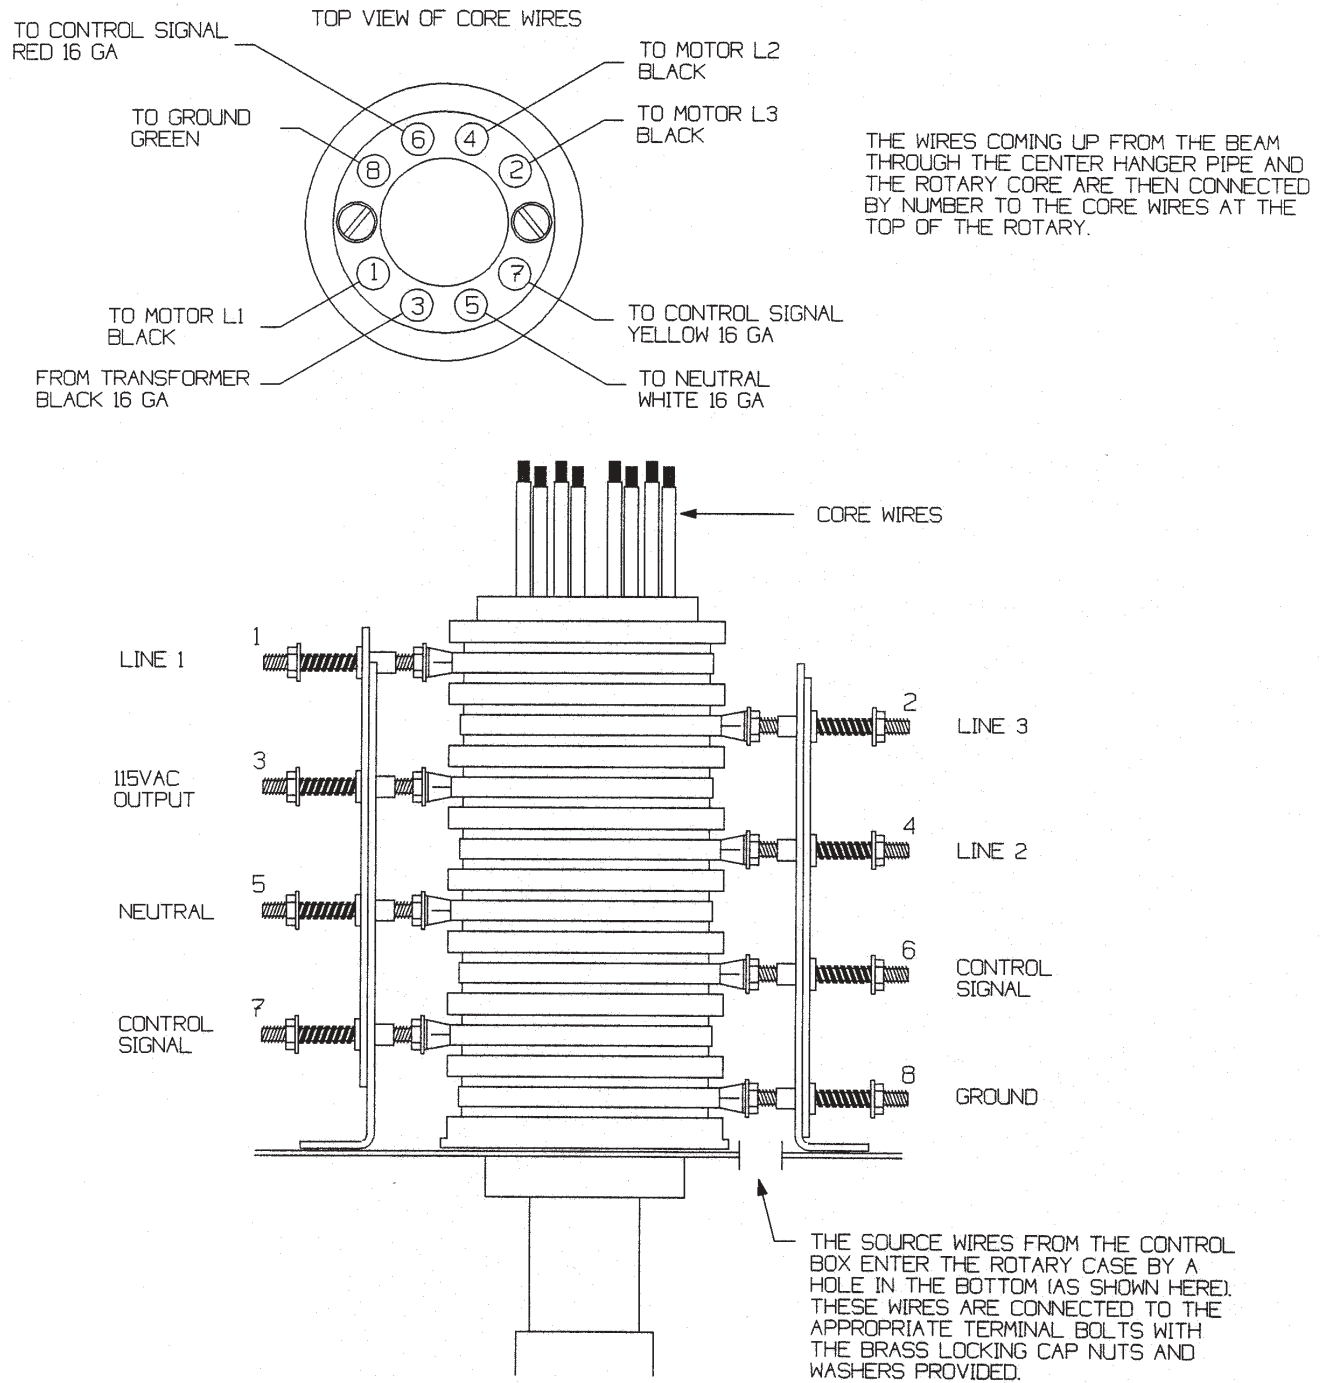 TOP VIEW OF CORE WIRES
TO CONTROL SIGNAL
RED 16 GA
TO MOTOR L2
BLACK
TO GROUND
GREEN
TO MOTOR L3
BLACK
6
4
8
2
1
7
3
5
TO MOTOR L1
BLACK
TO CONTROL SIGNAL
YELLOW 16 GA
FROM TRANSFORMER
BLACK 16 GA
TO NEUTRAL
WHITE 16 GA
THE WIRES COMING UP FROM THE BEAM
THROUGH THE CENTER HANGER PIPE AND
THE ROTARY CORE ARE THEN CONNECTED
BY NUMBER TO THE CORE WIRES AT THE
TOP OF THE ROTARY.
CORE WIRES
1
LINE 1
2
LINE 3
3
115VAC
OUTPUT
4
LINE 2
5
NEUTRAL
6
CONTROL
SIGNAL
7
CONTROL
SIGNAL
8
GROUND
THE SOURCE WIRES FROM THE CONTROL
BOX ENTER THE ROTARY CASE BY A
HOLE IN THE BOTTOM (AS SHOWN HERE).
THESE WIRES ARE CONNECTED TO THE
APPROPRIATE TERMINAL BOLTS WITH
THE BRASS LOCKING CAP NUTS AND
WASHERS PROVIDED.